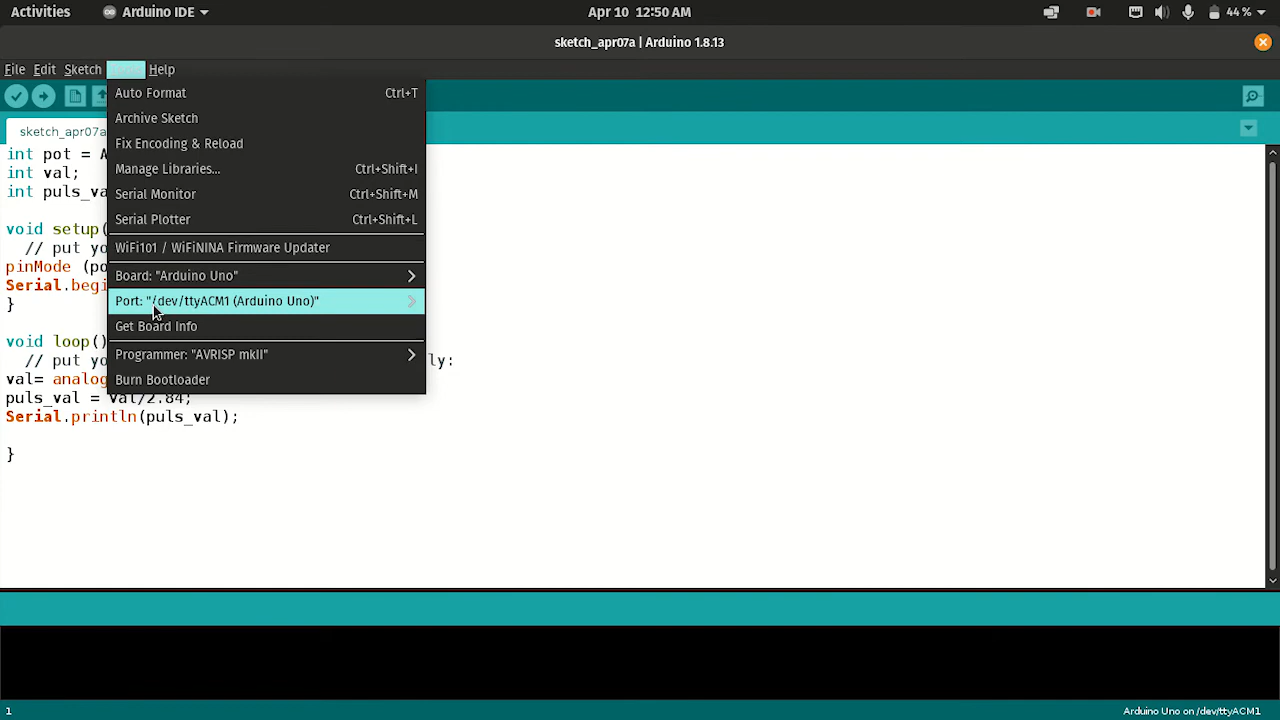 Activities
Arduino IDE
Apr 10 12:50 AM
44 %
sketch_apr07a | Arduino 1.8.13
File Edit Sketch Help
Auto Format Ctrl+T
Archive Sketch
Fix Encoding & Reload
Manage Libraries... Ctrl+Shift+I
Serial Monitor Ctrl+Shift+M
Serial Plotter Ctrl+Shift+L
WiFi101 / WiFiNINA Firmware Updater
Board: "Arduino Uno"
Port: "/dev/ttyACM1 (Arduino Uno)"
Get Board Info
Programmer: "AVRISP mkII"
Burn Bootloader
sketch_apr07a
int pot = A
int val;
int puls_va
void setup(
// put yo
pinMode (po
Serial.begi
}
void loop()
// put yo ly:
val= analog
puls_val = val/2.84;
Serial.println(puls_val);
}
1
Arduino Uno on /dev/ttyACM1